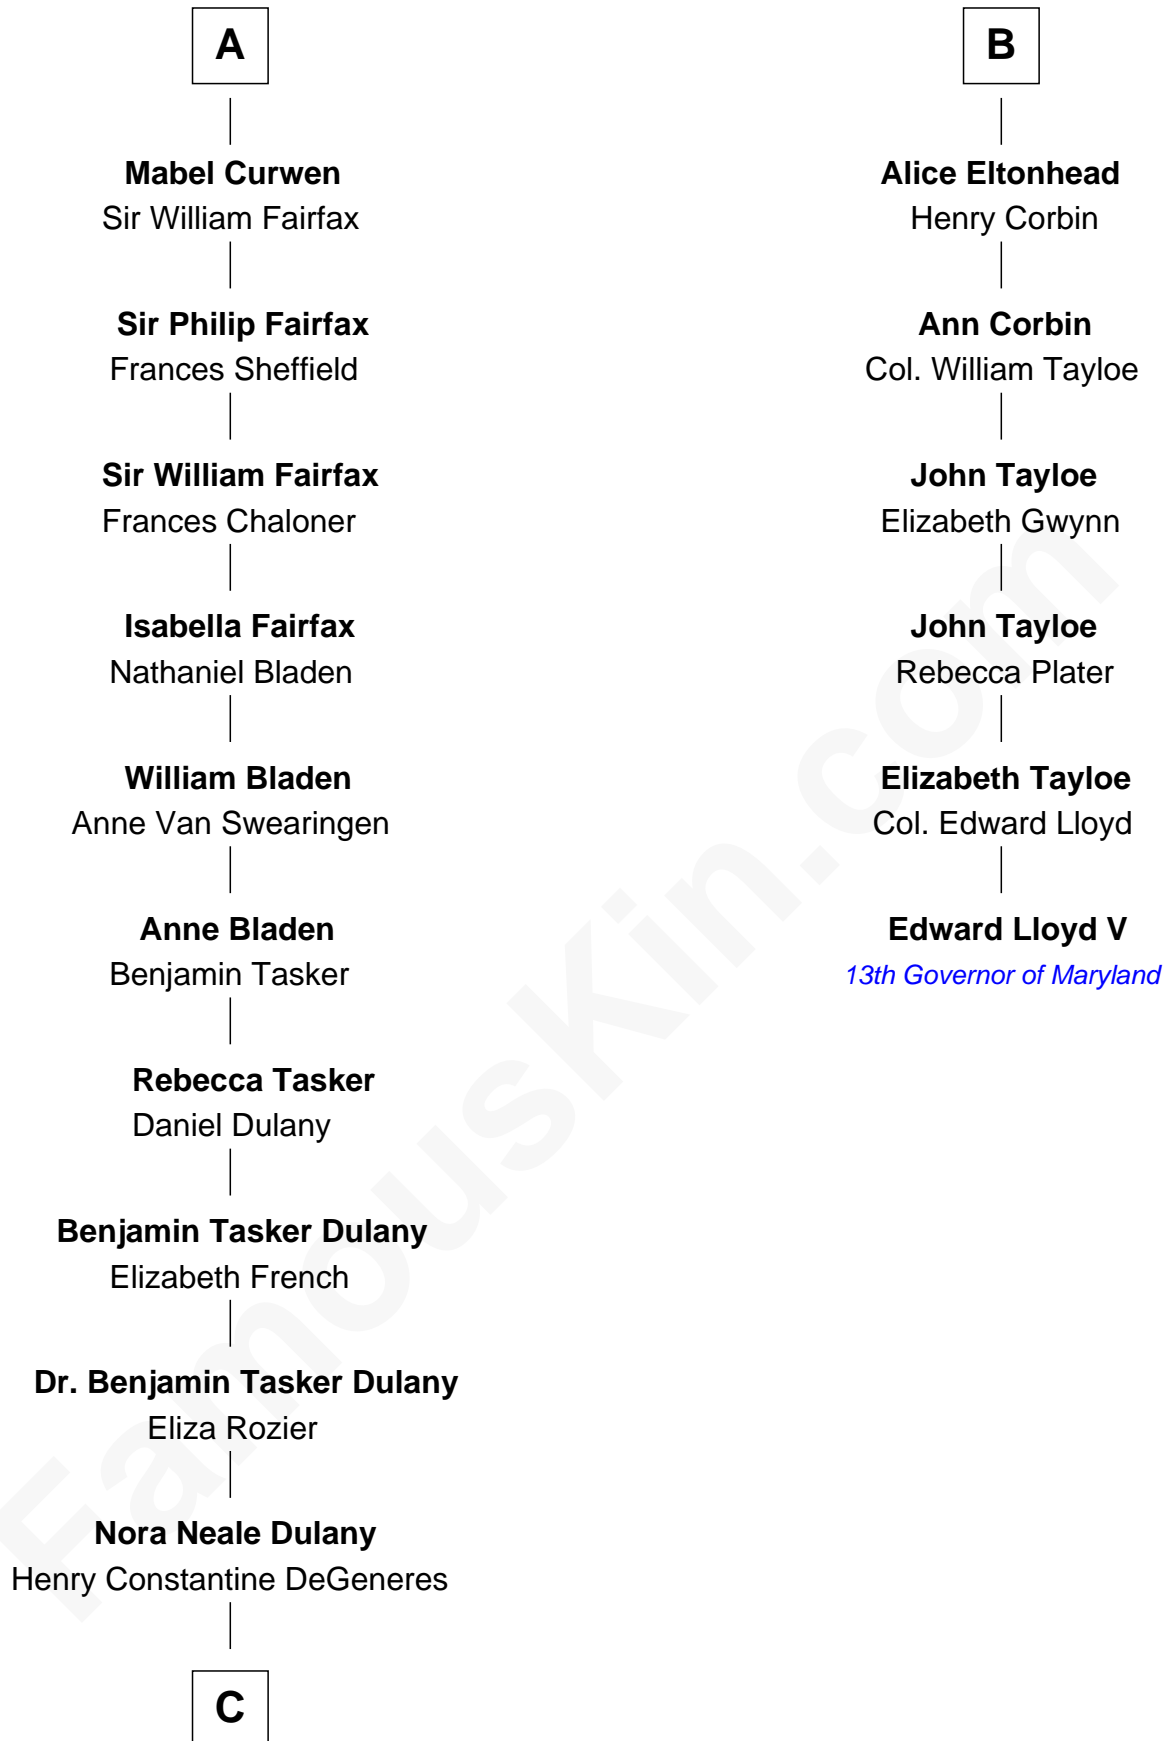 A
Mabel Curwen
Sir William Fairfax
Sir Philip Fairfax
Frances Sheffield
Sir William Fairfax
Frances Chaloner
Isabella Fairfax
Nathaniel Bladen
William Bladen
Anne Van Swearingen
Anne Bladen
Benjamin Tasker
Rebecca Tasker
Daniel Dulany
Benjamin Tasker Dulany
Elizabeth French
Dr. Benjamin Tasker Dulany
Eliza Rozier
Nora Neale Dulany
Henry Constantine DeGeneres
C
B
Alice Eltonhead
Henry Corbin
Ann Corbin
Col. William Tayloe
John Tayloe
Elizabeth Gwynn
John Tayloe
Rebecca Plater
Elizabeth Tayloe
Col. Edward Lloyd
Edward Lloyd V
13th Governor of Maryland
FamousKin.com